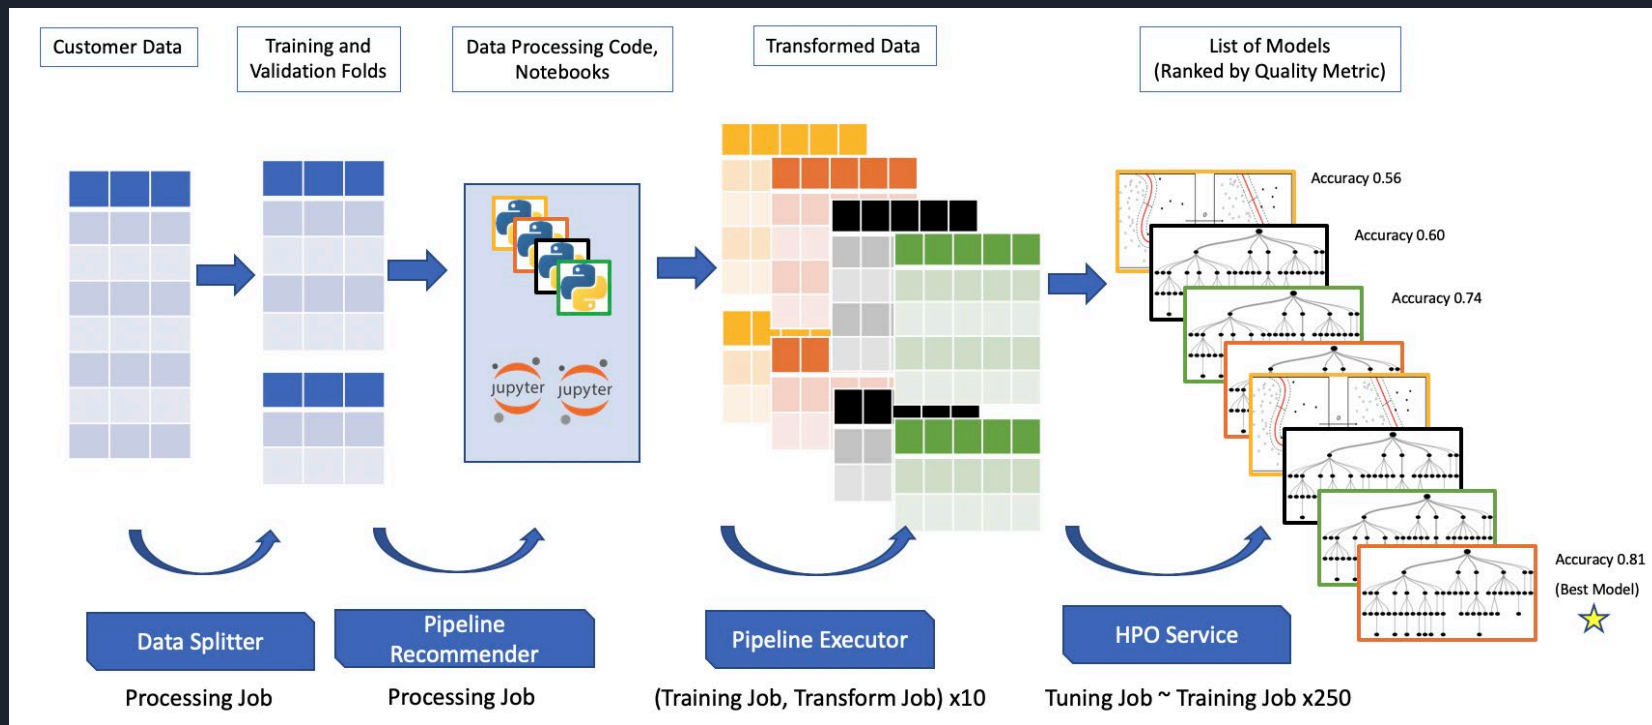 Customer Data
Training and
Validation Folds
Data Processing Code,
Notebooks
Transformed Data
List of Models
(Ranked by Quality Metric)
jupyter
jupyter
Accuracy 0.56
Accuracy 0.60
Accuracy 0.74
Accuracy 0.81
(Best Model)
Data Splitter
Pipeline
Recommender
Pipeline Executor
HPO Service
Processing Job
Processing Job
(Training Job, Transform Job) x10
Tuning Job ~ Training Job x250